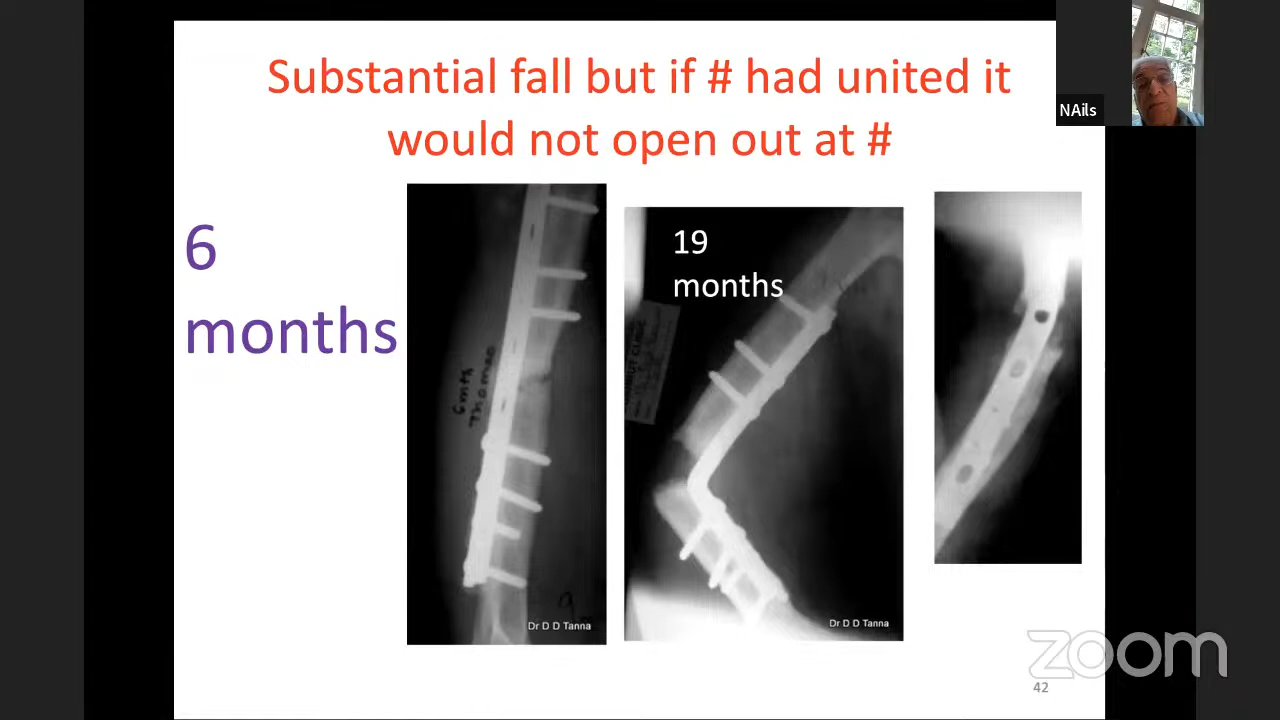 Substantial fall but if # had united it
would not open out at #
NAils
6
months
19
months
6mth
Dr D D Tanna
Dr D D Tanna
zoom
42